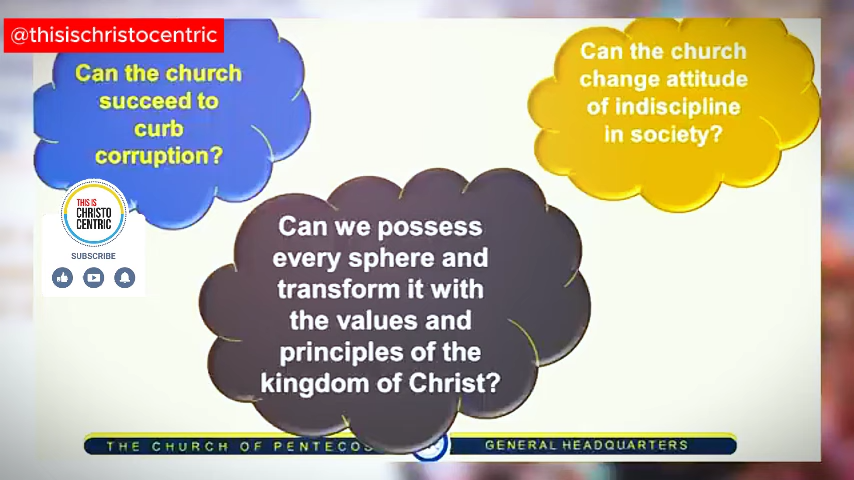 @thisischristocentric
Can the church
succeed to
curb
corruption?
Can the church
change attitude
of indiscipline
in society?
THIS IS
CHRISTO
CENTRIC
SUBSCRIBE
Can we possess
every sphere and
transform it with
the values and
principles of the
kingdom of Christ?
THE CHURCH OF PENTECOS
GENERAL HEADQUARTERS